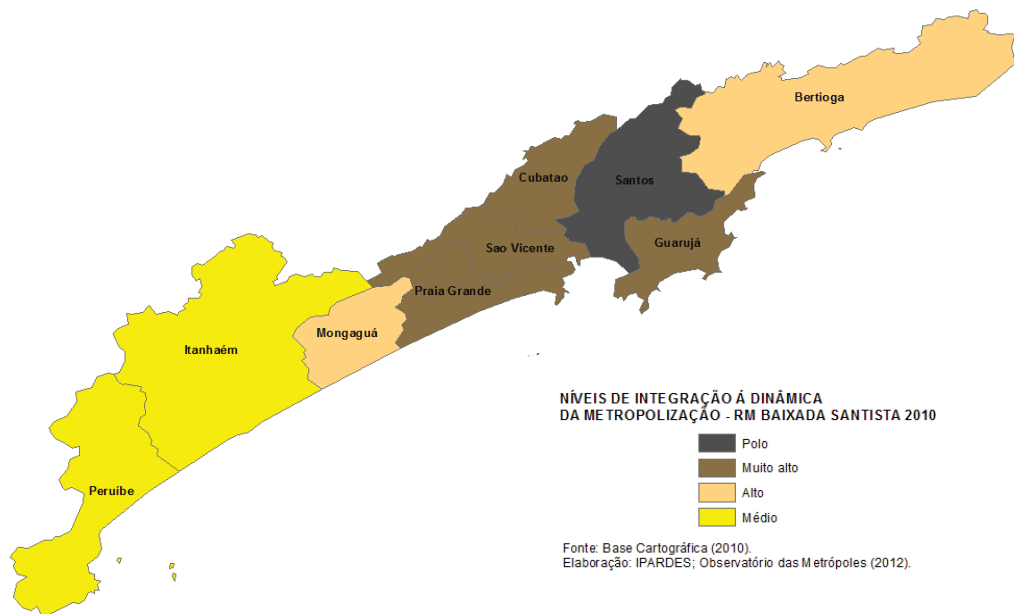 Bertioga
Cubatao
Santos
Guarujá
Sao Vicente
Praia Grande
Mongaguá
Itanhaém
Peruíbe
NÍVEIS DE INTEGRAÇÃO Á DINÂMICA
DA METROPOLIZAÇÃO - RM BAIXADA SANTISTA 2010
Polo
Muito alto
Alto
Médio
Fonte: Base Cartográfica (2010).
Elaboração: IPARDES; Observatório das Metrópoles (2012).